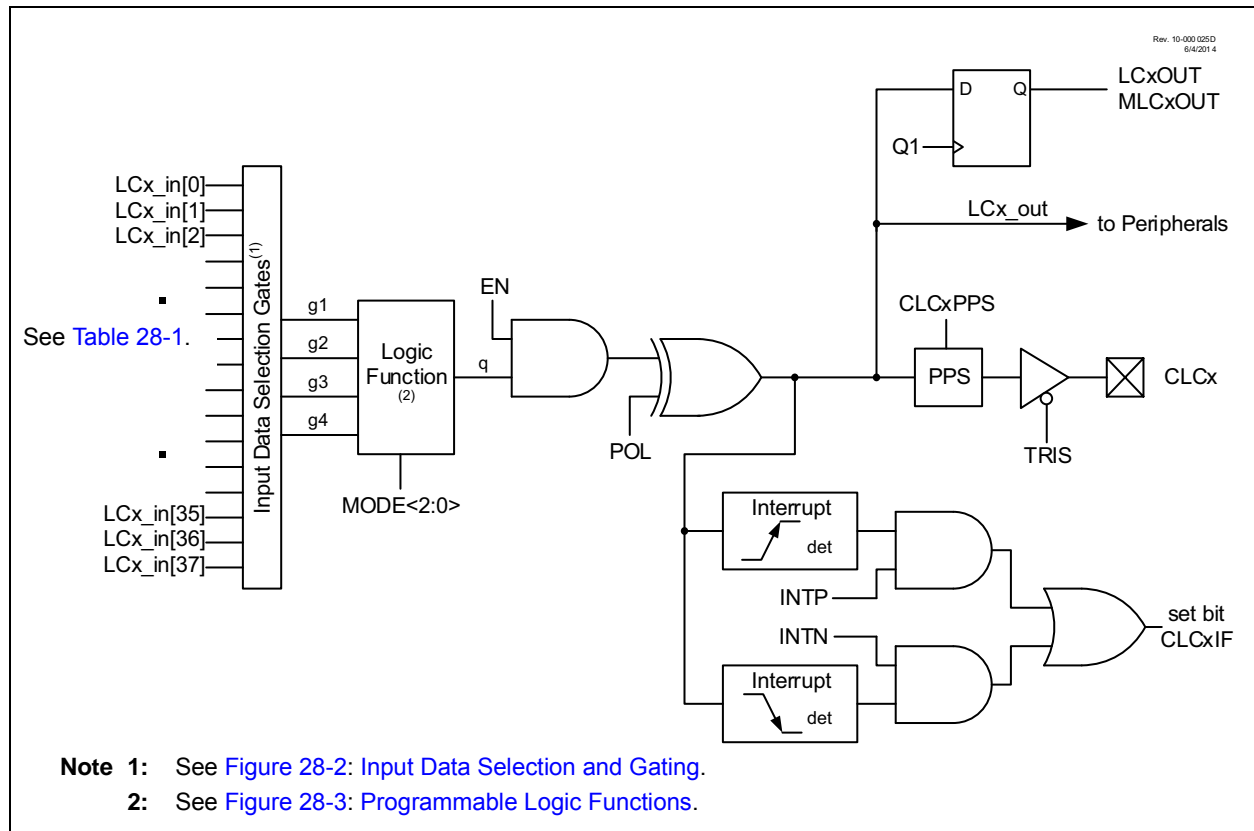 Rev. 10-000 025D
6/4/201 4
LCxOUT
MLCxOUT
D
Q
Q1
LCx_in[0]
LCx_in[1]
LCx_in[2]
LCx_out
to Peripherals
Input Data Selection Gates(1)
EN
CLCxPPS
g1
g2
g3
g4
See Table 28-1.
Logic
Function
(2)
q
PPS
CLCx
POL
TRIS
MODE<2:0>
LCx_in[35]
LCx_in[36]
LCx_in[37]
Interrupt
det
INTP
INTN
set bit
CLCxIF
Interrupt
det
Note 1: See Figure 28-2: Input Data Selection and Gating.
2: See Figure 28-3: Programmable Logic Functions.